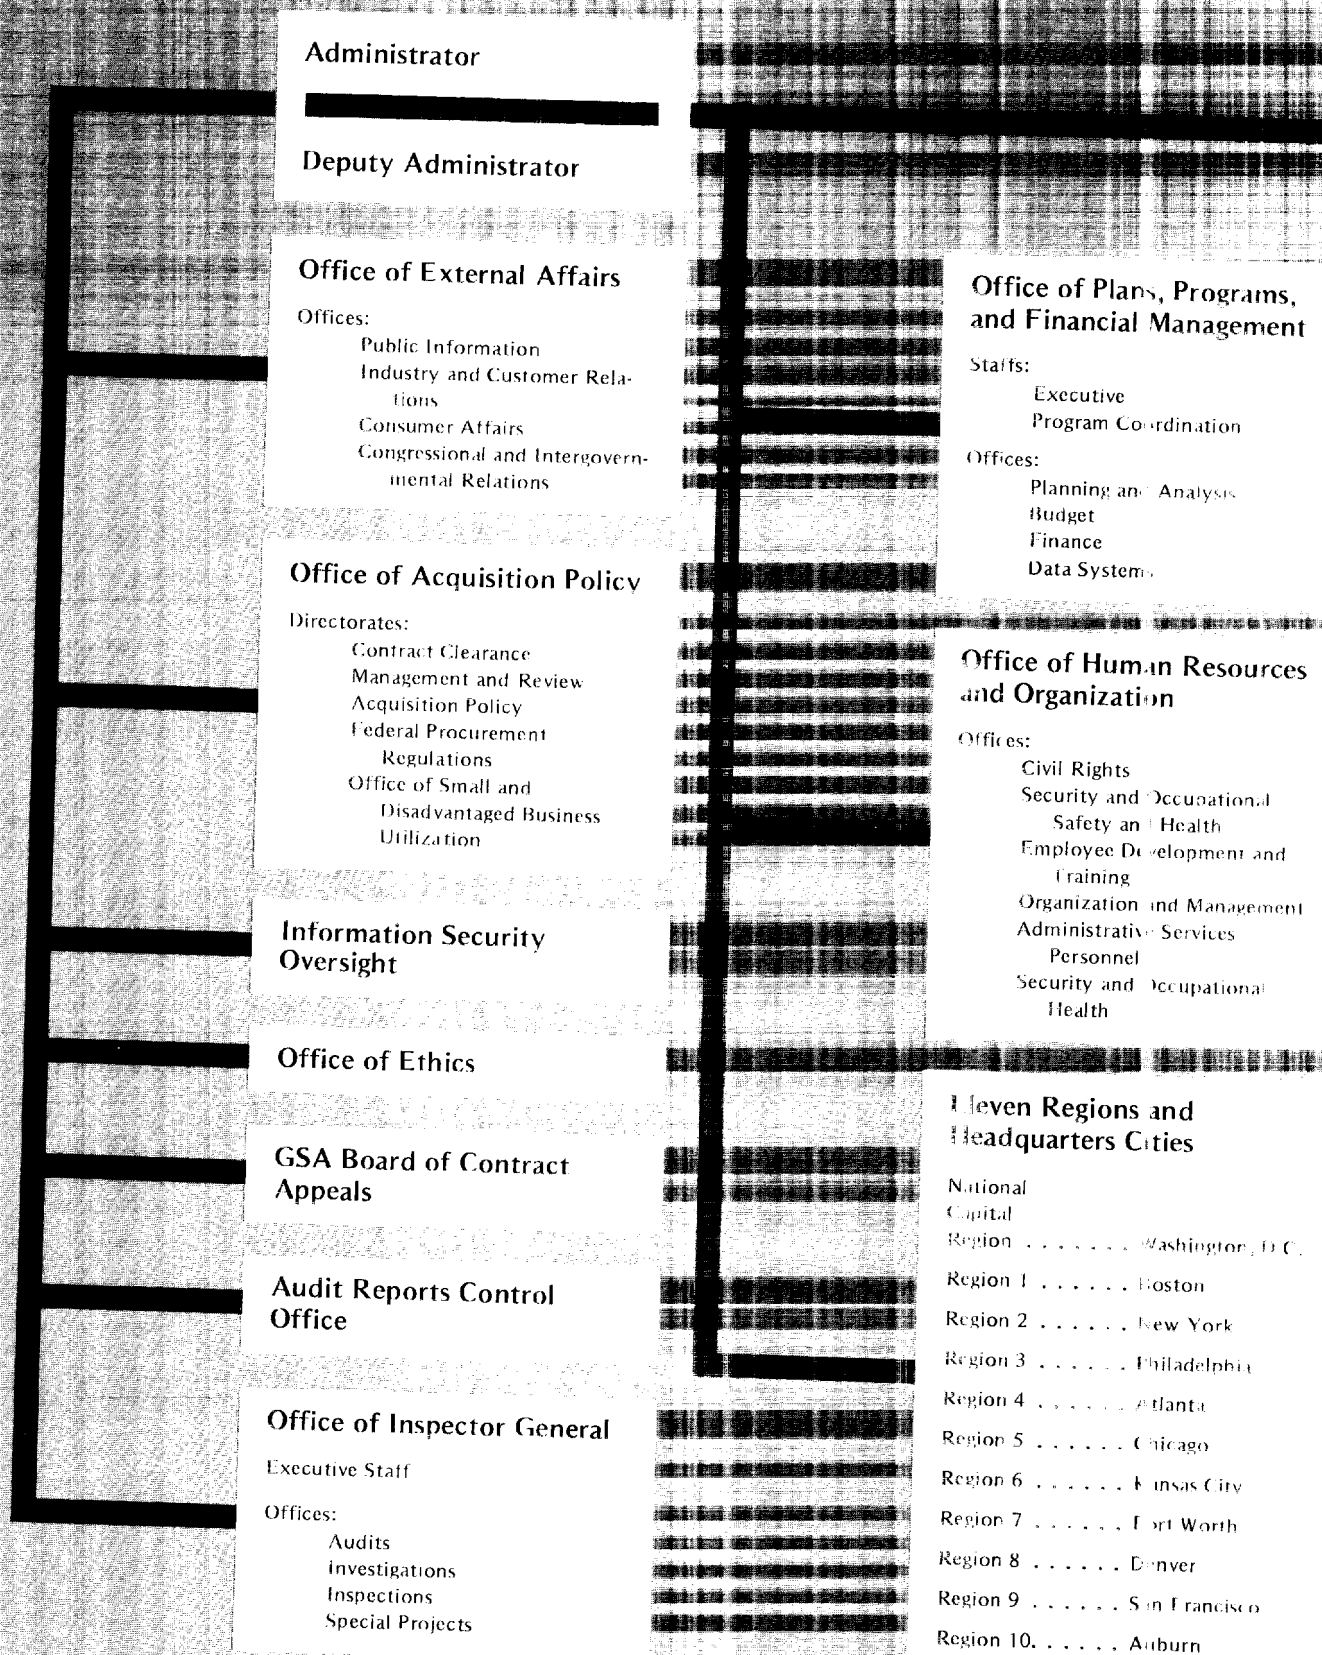 Administrator
Deputy Administrator
Office of External Affairs
Offices:
Public Information
Industry and Customer Rela-
tions
Consumer Affairs
Congressional and Intergovern-
mental Relations
Office of Acquisition Policy
Directorates:
Contract Clearance
Management and Review
Acquisition Policy
Federal Procurement
Regulations
Office of Small and
Disadvantaged Business
Utilization
Information Security
Oversight
Office of Ethics
GSA Board of Contract
Appeals
Audit Reports Control
Office
Office of Inspector General
Executive Staff
Offices:
Audits
Investigations
Inspections
Special Projects
Office of Plans, Programs,
and Financial Management
Staffs:
Executive
Program Coordination
Offices:
Planning and Analysis
Budget
Finance
Data Systems
Office of Human Resources
and Organization
Offices:
Civil Rights
Security and Occupational
Safety and Health
Employee Development and
Training
Organization and Management
Administrative Services
Personnel
Security and Occupational
Health
Eleven Regions and
Headquarters Cities
National
Capital
Region . . . . . . . Washington, D.C.
Region 1 . . . . . . Boston
Region 2 . . . . . . New York
Region 3 . . . . . . Philadelphia
Region 4 . . . . . . Atlanta
Region 5 . . . . . . Chicago
Region 6 . . . . . . Kansas City
Region 7 . . . . . . Fort Worth
Region 8 . . . . . . Denver
Region 9 . . . . . . San Francisco
Region 10. . . . . . Auburn